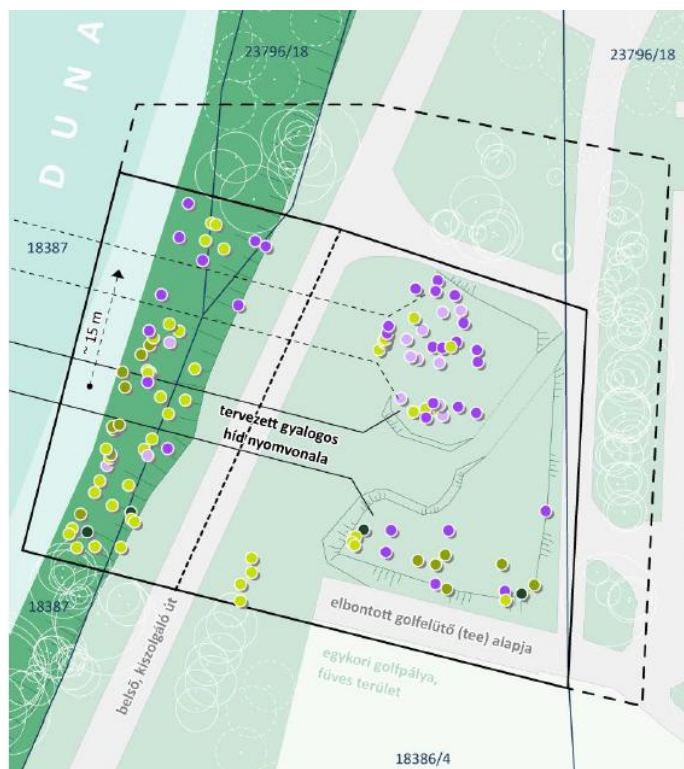 23796/18
23796/18
DUNA
18387
~ 15 m
tervezett gyalogos
híd nyomvonala
18387
belső, kiszolgáló út
elbontott golfelütő (tee) alapja
egykori golfpálya,
füves terület
18386/4